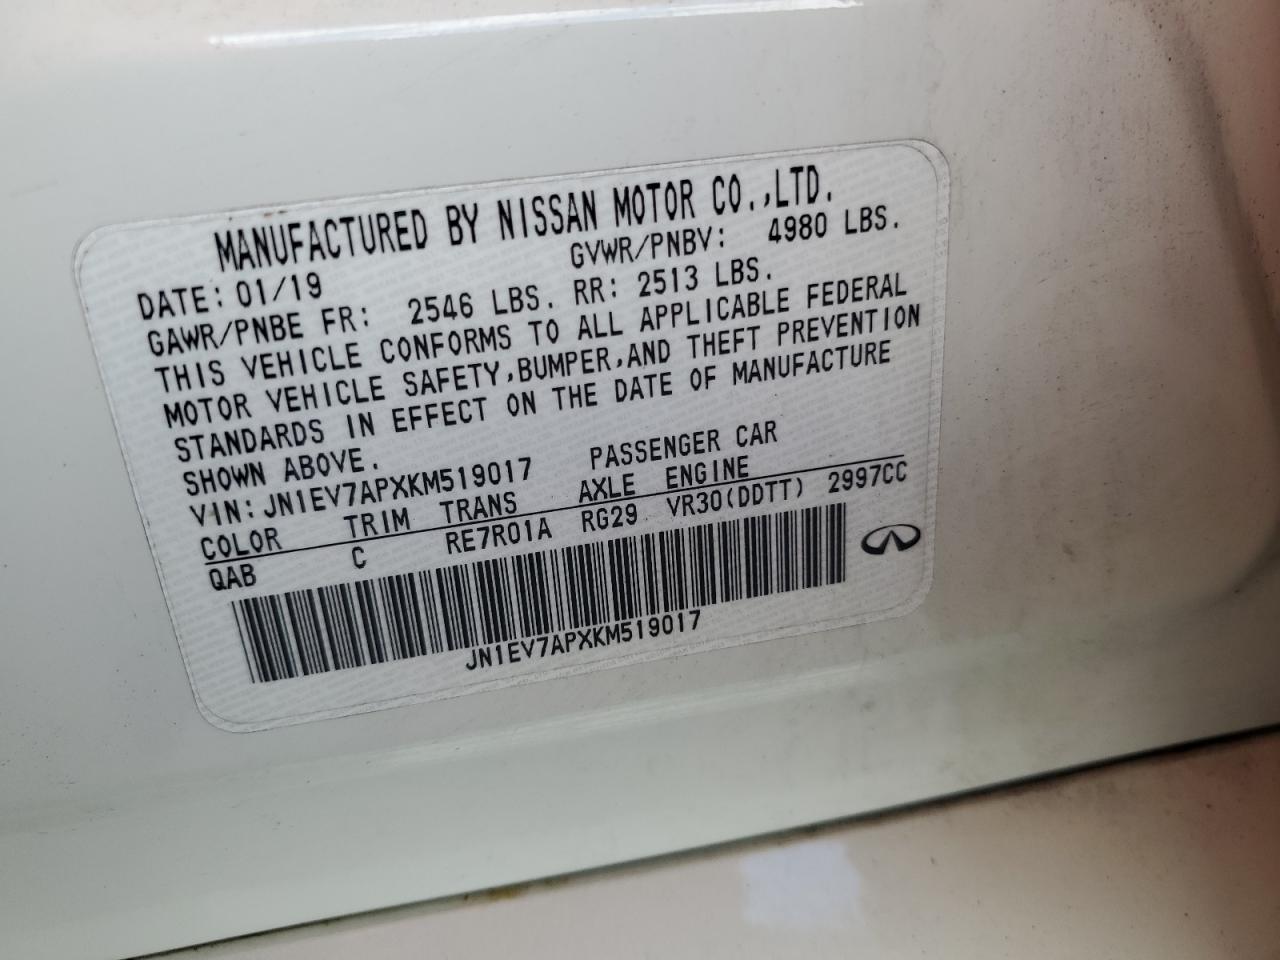 MANUFACTURED BY NISSAN MOTOR CO.,LTD.
DATE: 01/19 GVWR/PNBV: 4980 LBS.
GAWR/PNBE FR: 2546 LBS. RR: 2513 LBS.
THIS VEHICLE CONFORMS TO ALL APPLICABLE FEDERAL
MOTOR VEHICLE SAFETY,BUMPER,AND THEFT PREVENTION
STANDARDS IN EFFECT ON THE DATE OF MANUFACTURE
SHOWN ABOVE.
VIN: JN1EV7APXKM519017 PASSENGER CAR
COLOR TRIM TRANS AXLE ENGINE
QAB C RE7R01A RG29 VR30(DDTT) 2997CC
JN1EV7APXKM519017